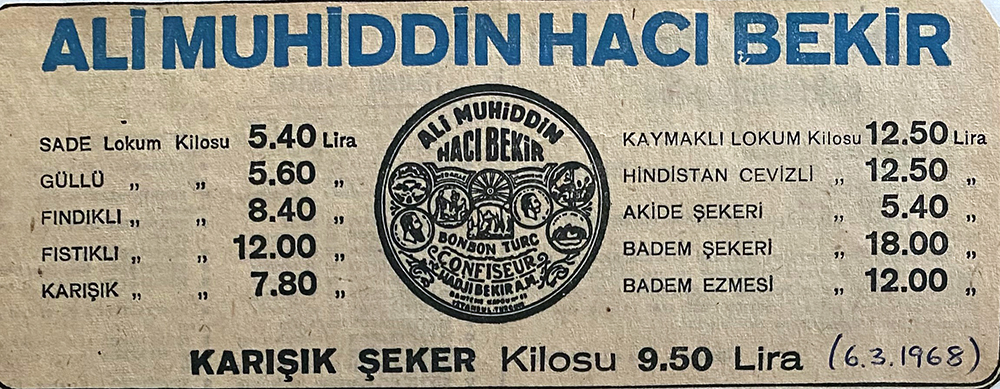 ALİ MUHİDDİN HACI BEKİR
SADE Lokum Kilosu 5.40 Lira
GÜLLÜ „ „ 5.60 „
FINDIKLI „ „ 8.40 „
FISTIKLI „ „ 12.00 „
KARIŞIK „ „ 7.80 „
ALİ MUHİDDİN
HACI BEKİR
BONBON TURC
CONFISEUR
HADJI BEKIR A.M.
KAYMAKLI LOKUM Kilosu 12.50 Lira
HİNDİSTAN CEVİZLİ „ 12.50 „
AKİDE ŞEKERİ „ 5.40 „
BADEM ŞEKERİ „ 18.00 „
BADEM EZMESİ „ 12.00 „
KARIŞIK ŞEKER Kilosu 9.50 Lira (6.3.1968)